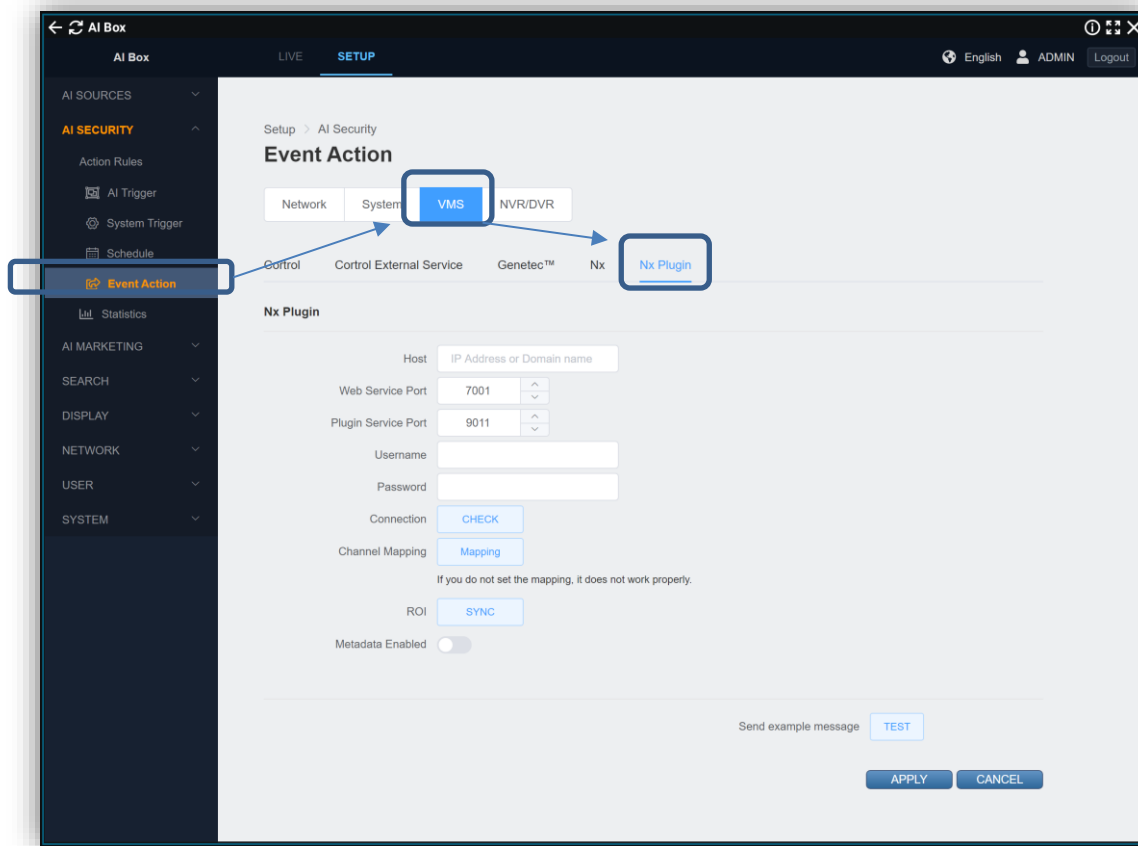 AI Box
AI Box LIVE SETUP English ADMIN Logout
AI SOURCES
AI SECURITY
Action Rules
AI Trigger
System Trigger
Schedule
Event Action
Statistics
AI MARKETING
SEARCH
DISPLAY
NETWORK
USER
SYSTEM
Setup > AI Security
Event Action
Network System VMS NVR/DVR
Cortrol Cortrol External Service Genetec™ Nx Nx Plugin
Nx Plugin
Host IP Address or Domain name
Web Service Port 7001
Plugin Service Port 9011
Username
Password
Connection CHECK
Channel Mapping Mapping
If you do not set the mapping, it does not work properly.
ROI SYNC
Metadata Enabled
Send example message TEST
APPLY CANCEL